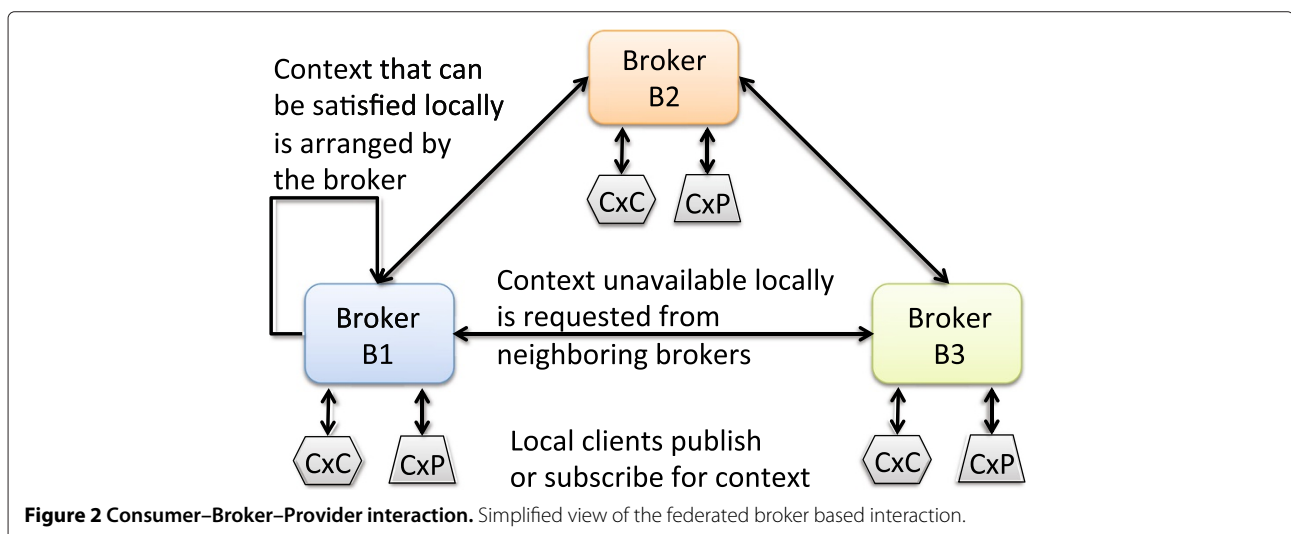 Context that can
be satisfied locally
is arranged by
the broker
Broker
B2
CxC
CxP
Context unavailable locally
is requested from
neighboring brokers
Broker
B1
Broker
B3
CxC
CxP
Local clients publish
or subscribe for context
CxC
CxP
Figure 2 Consumer–Broker–Provider interaction. Simplified view of the federated broker based interaction.